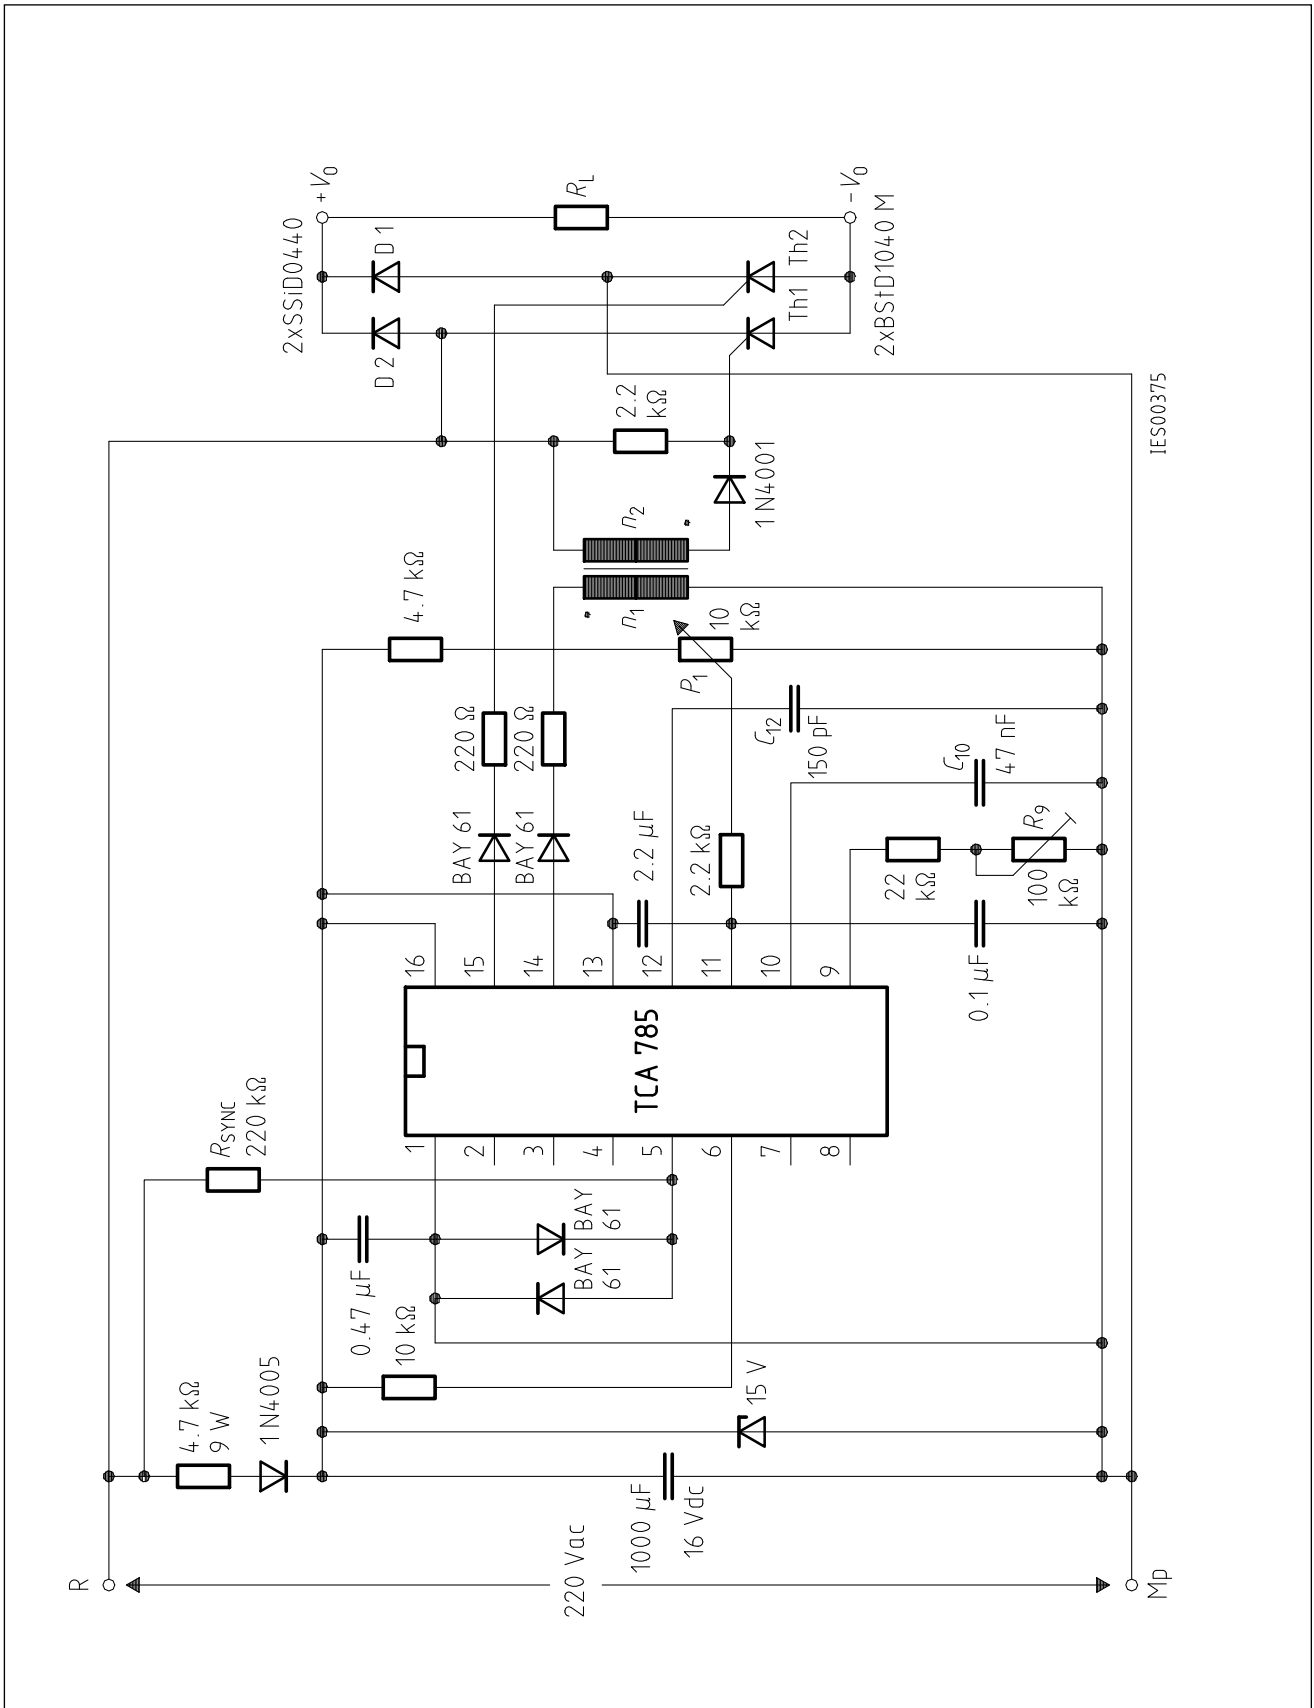 R
220 Vac
Mp
4.7 kΩ
9 W
1N4005
1000 µF
16 Vdc
15 V
10 kΩ
0.47 µF
BAY
61
BAY
61
R_SYNC
220 kΩ
1
2
3
4
5
6
7
8
TCA 785
16
15
14
13
12
11
10
9
BAY 61
BAY 61
220 Ω
220 Ω
2.2 µF
2.2 kΩ
0.1 µF
22
kΩ
100
kΩ
R9
C10
47 nF
C12
150 pF
P1
10
kΩ
4.7 kΩ
n1
n2
1N4001
2.2
kΩ
D2
D1
2xSSiD0440
+V0
RL
−V0
Th1
Th2
2xBStD1040 M
IES00375